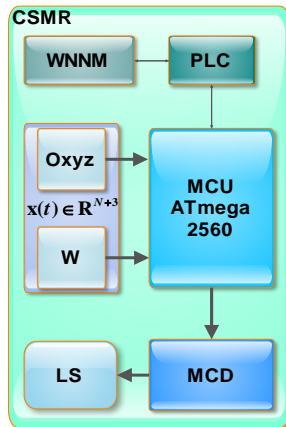 CSMR
WNNM
PLC
Oxyz
x(t) ∈ R^{N+3}
W
MCU
ATmega
2560
LS
MCD